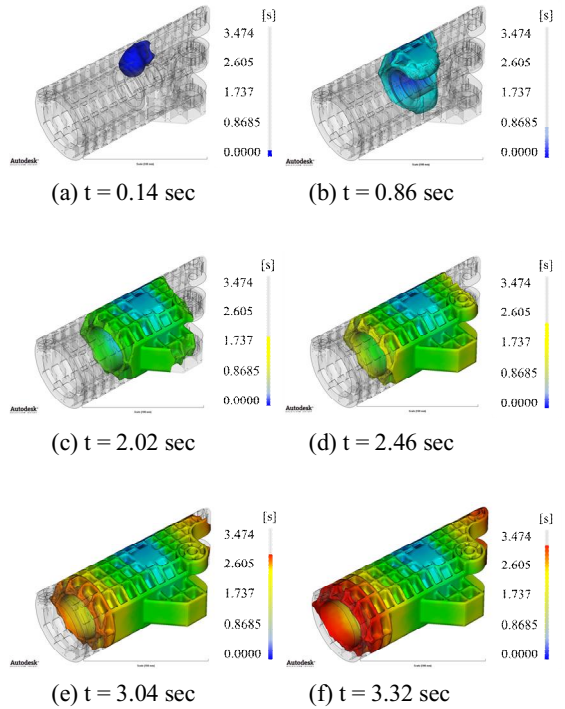 [s]
3.474
2.605
1.737
0.8685
0.0000
Autodesk
(a) t = 0.14 sec
[s]
3.474
2.605
1.737
0.8685
0.0000
Autodesk
(b) t = 0.86 sec
[s]
3.474
2.605
1.737
0.8685
0.0000
Autodesk
(c) t = 2.02 sec
[s]
3.474
2.605
1.737
0.8685
0.0000
Autodesk
(d) t = 2.46 sec
[s]
3.474
2.605
1.737
0.8685
0.0000
Autodesk
(e) t = 3.04 sec
[s]
3.474
2.605
1.737
0.8685
0.0000
Autodesk
(f) t = 3.32 sec